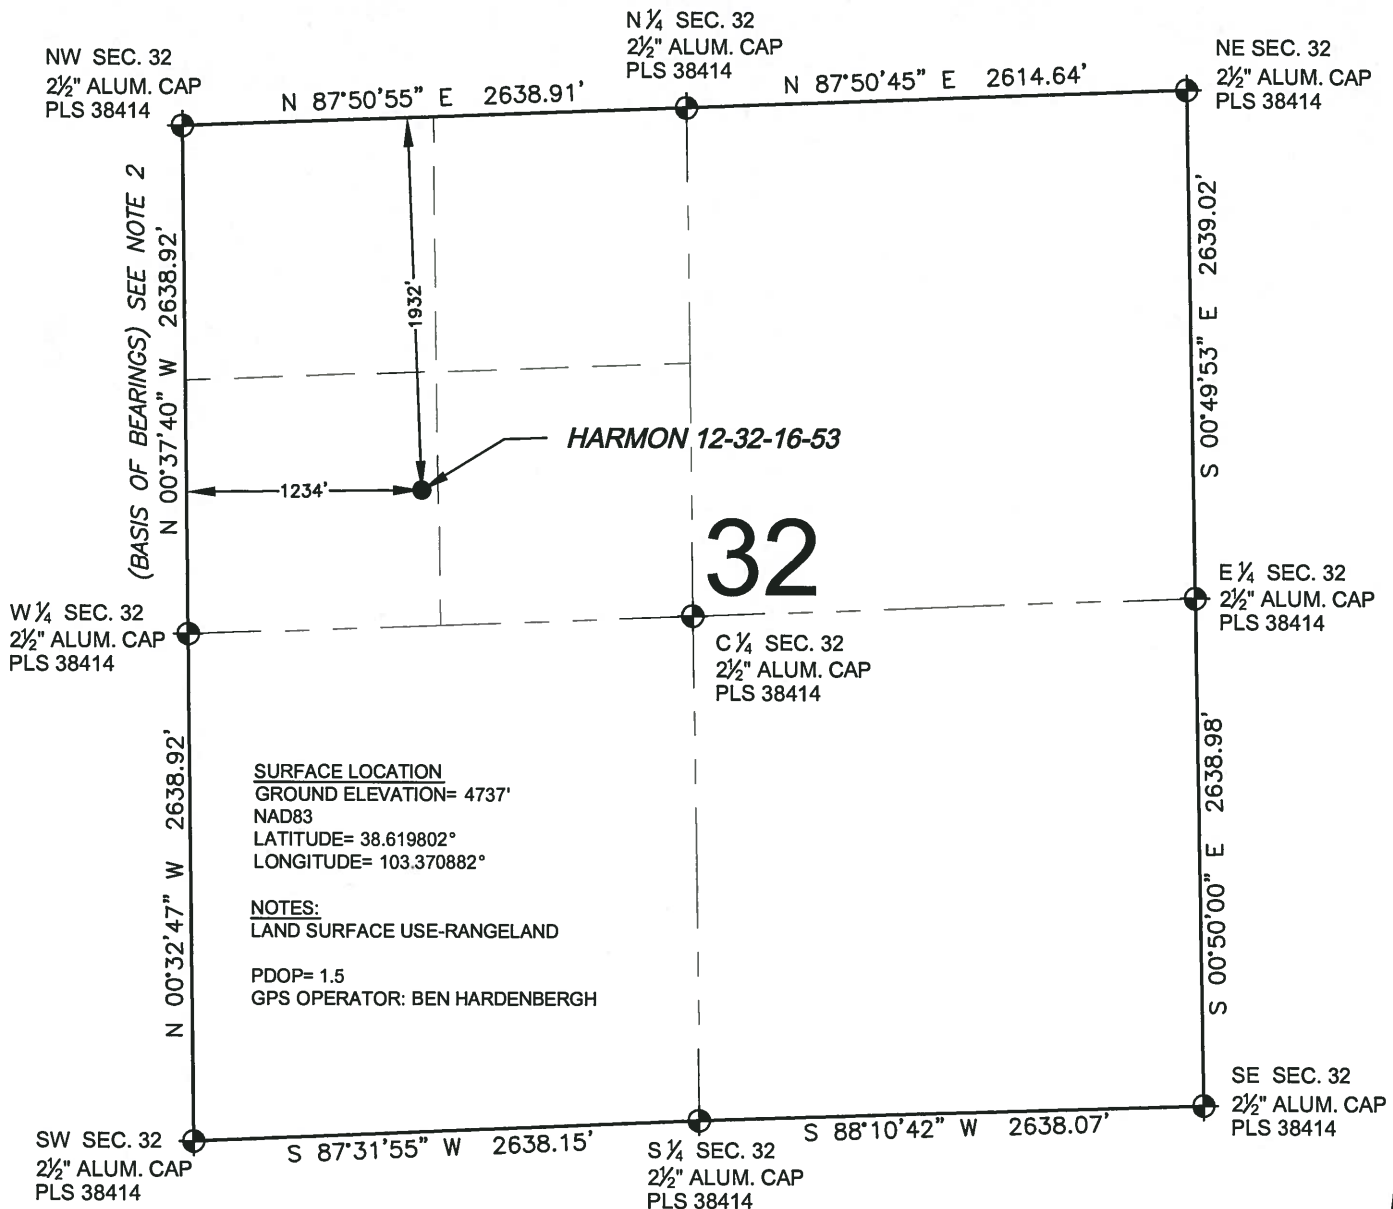 N ¼ SEC. 32
2½" ALUM. CAP
PLS 38414
NW SEC. 32
2½" ALUM. CAP
PLS 38414
NE SEC. 32
2½" ALUM. CAP
PLS 38414
N 87°50'55" E 2638.91'
N 87°50'45" E 2614.64'
(BASIS OF BEARINGS) SEE NOTE 2
N 00°37'40" W 2638.92'
1932'
S 00°49'53" E 2639.02'
HARMON 12-32-16-53
1234'
32
W ¼ SEC. 32
2½" ALUM. CAP
PLS 38414
C ¼ SEC. 32
2½" ALUM. CAP
PLS 38414
E ¼ SEC. 32
2½" ALUM. CAP
PLS 38414
N 00°32'47" W 2638.92'
SURFACE LOCATION
GROUND ELEVATION= 4737'
NAD83
LATITUDE= 38.619802°
LONGITUDE= 103.370882°
NOTES:
LAND SURFACE USE-RANGELAND
PDOP= 1.5
GPS OPERATOR: BEN HARDENBERGH
S 00°50'00" E 2638.98'
SW SEC. 32
2½" ALUM. CAP
PLS 38414
S 87°31'55" W 2638.15'
S ¼ SEC. 32
2½" ALUM. CAP
PLS 38414
S 88°10'42" W 2638.07'
SE SEC. 32
2½" ALUM. CAP
PLS 38414